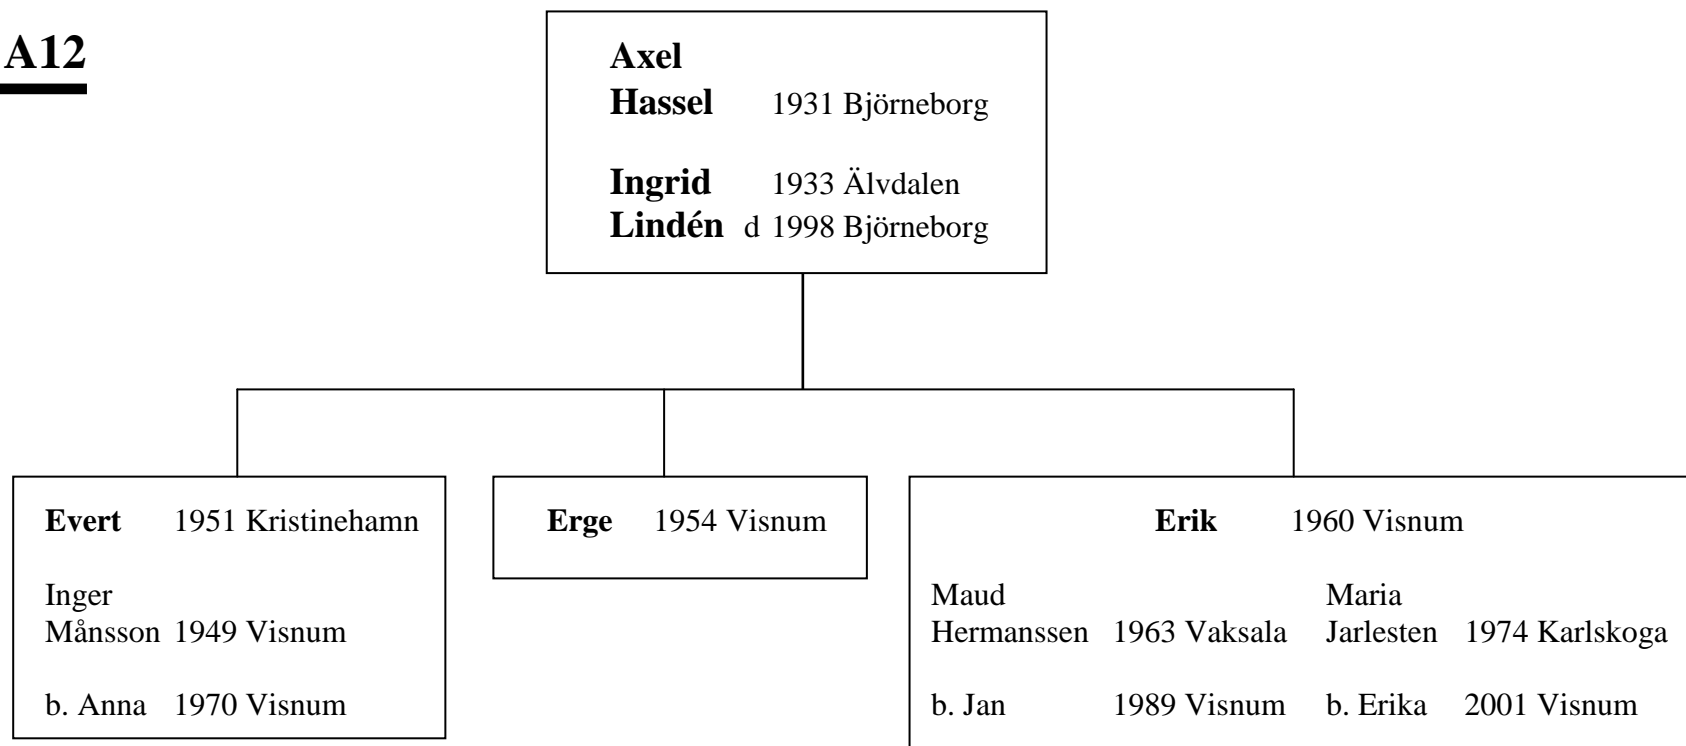 A12
Axel
Hassel 1931 Björneborg
Ingrid 1933 Älvdalen
Lindén d 1998 Björneborg
Evert 1951 Kristinehamn
Inger
Månsson 1949 Visnum
b. Anna 1970 Visnum
Erge 1954 Visnum
Erik 1960 Visnum
Maud
Hermanssen 1963 Vaksala
b. Jan 1989 Visnum
Maria
Jarlesten 1974 Karlskoga
b. Erika 2001 Visnum